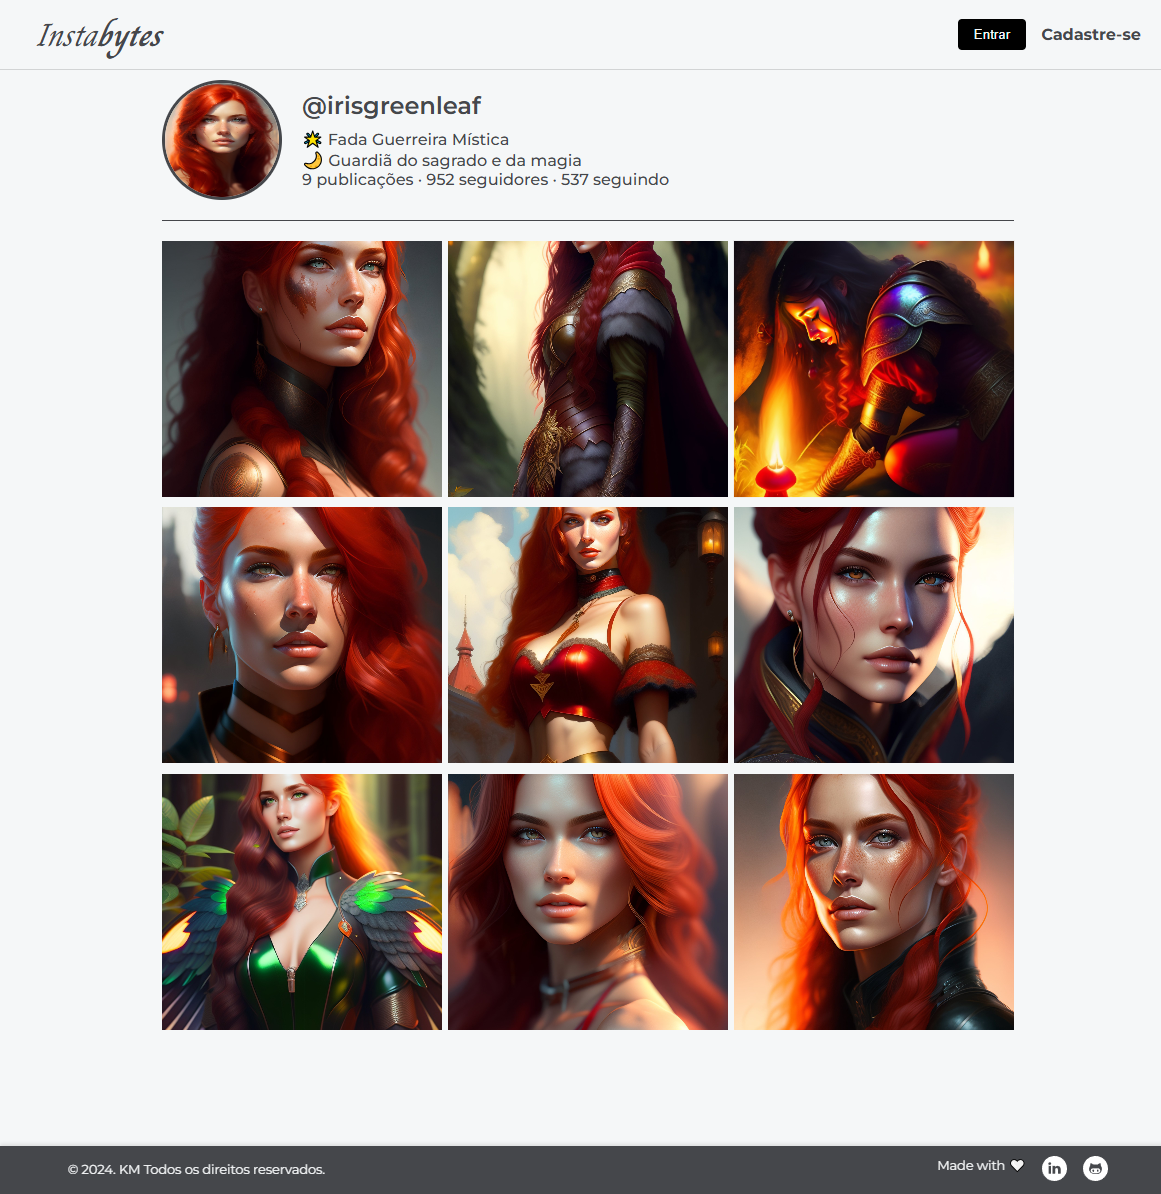 Instabytes
Entrar
Cadastre-se
@irisgreenleaf
🌟 Fada Guerreira Mística
🌙 Guardiã do sagrado e da magia
9 publicações · 952 seguidores · 537 seguindo
© 2024. KM Todos os direitos reservados.
Made with 🤍
in